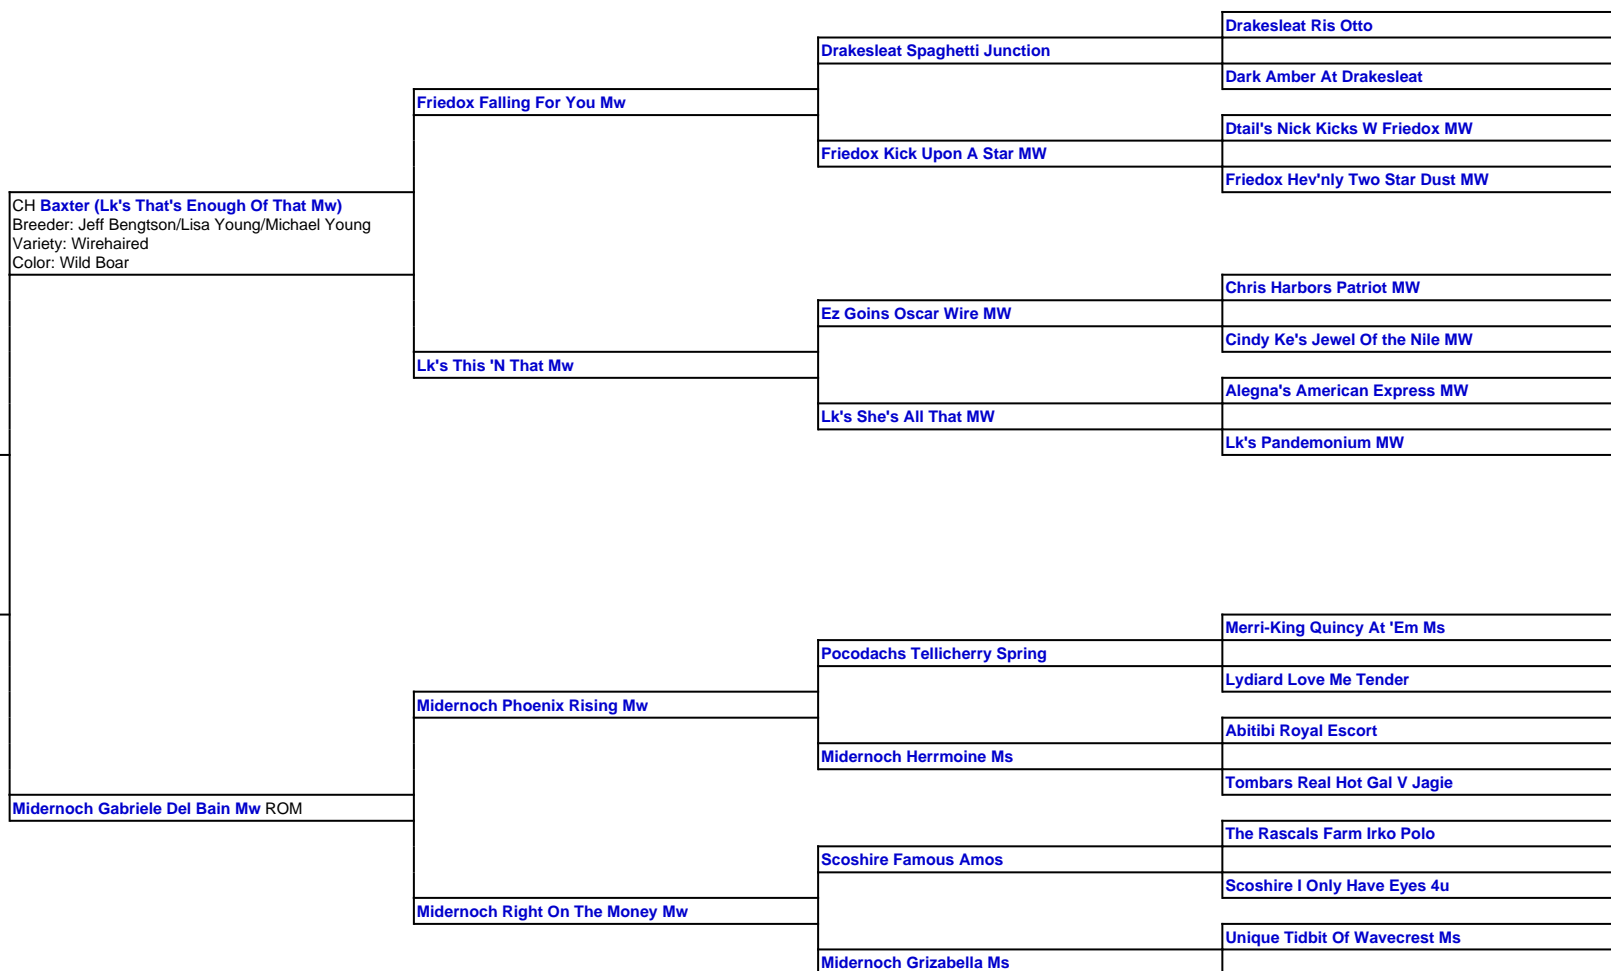 Drakesleat Ris Otto
Drakesleat Spaghetti Junction
Dark Amber At Drakesleat
Friedox Falling For You Mw
Dtail's Nick Kicks W Friedox MW
Friedox Kick Upon A Star MW
Friedox Hev'nly Two Star Dust MW
CH Baxter (Lk's That's Enough Of That Mw)
Breeder: Jeff Bengtson/Lisa Young/Michael Young
Variety: Wirehaired
Color: Wild Boar
Chris Harbors Patriot MW
Ez Goins Oscar Wire MW
Cindy Ke's Jewel Of the Nile MW
Lk's This 'N That Mw
Alegna's American Express MW
Lk's She's All That MW
Lk's Pandemonium MW
Merri-King Quincy At 'Em Ms
Pocodachs Tellicherry Spring
Lydiard Love Me Tender
Midernoch Phoenix Rising Mw
Abitibi Royal Escort
Midernoch Herrmoine Ms
Tombars Real Hot Gal V Jagie
Midernoch Gabriele Del Bain Mw ROM
The Rascals Farm Irko Polo
Scoshire Famous Amos
Scoshire I Only Have Eyes 4u
Midernoch Right On The Money Mw
Unique Tidbit Of Wavecrest Ms
Midernoch Grizabella Ms